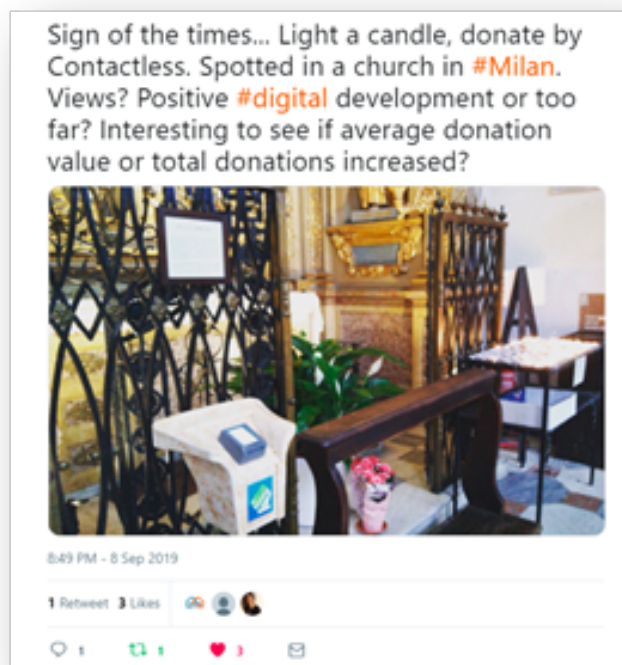 Sign of the times... Light a candle, donate by
Contactless. Spotted in a church in #Milan.
Views? Positive #digital development or too
far? Interesting to see if average donation
value or total donations increased?
8:49 PM - 8 Sep 2019
1 Retweet 3 Likes
1 1 3